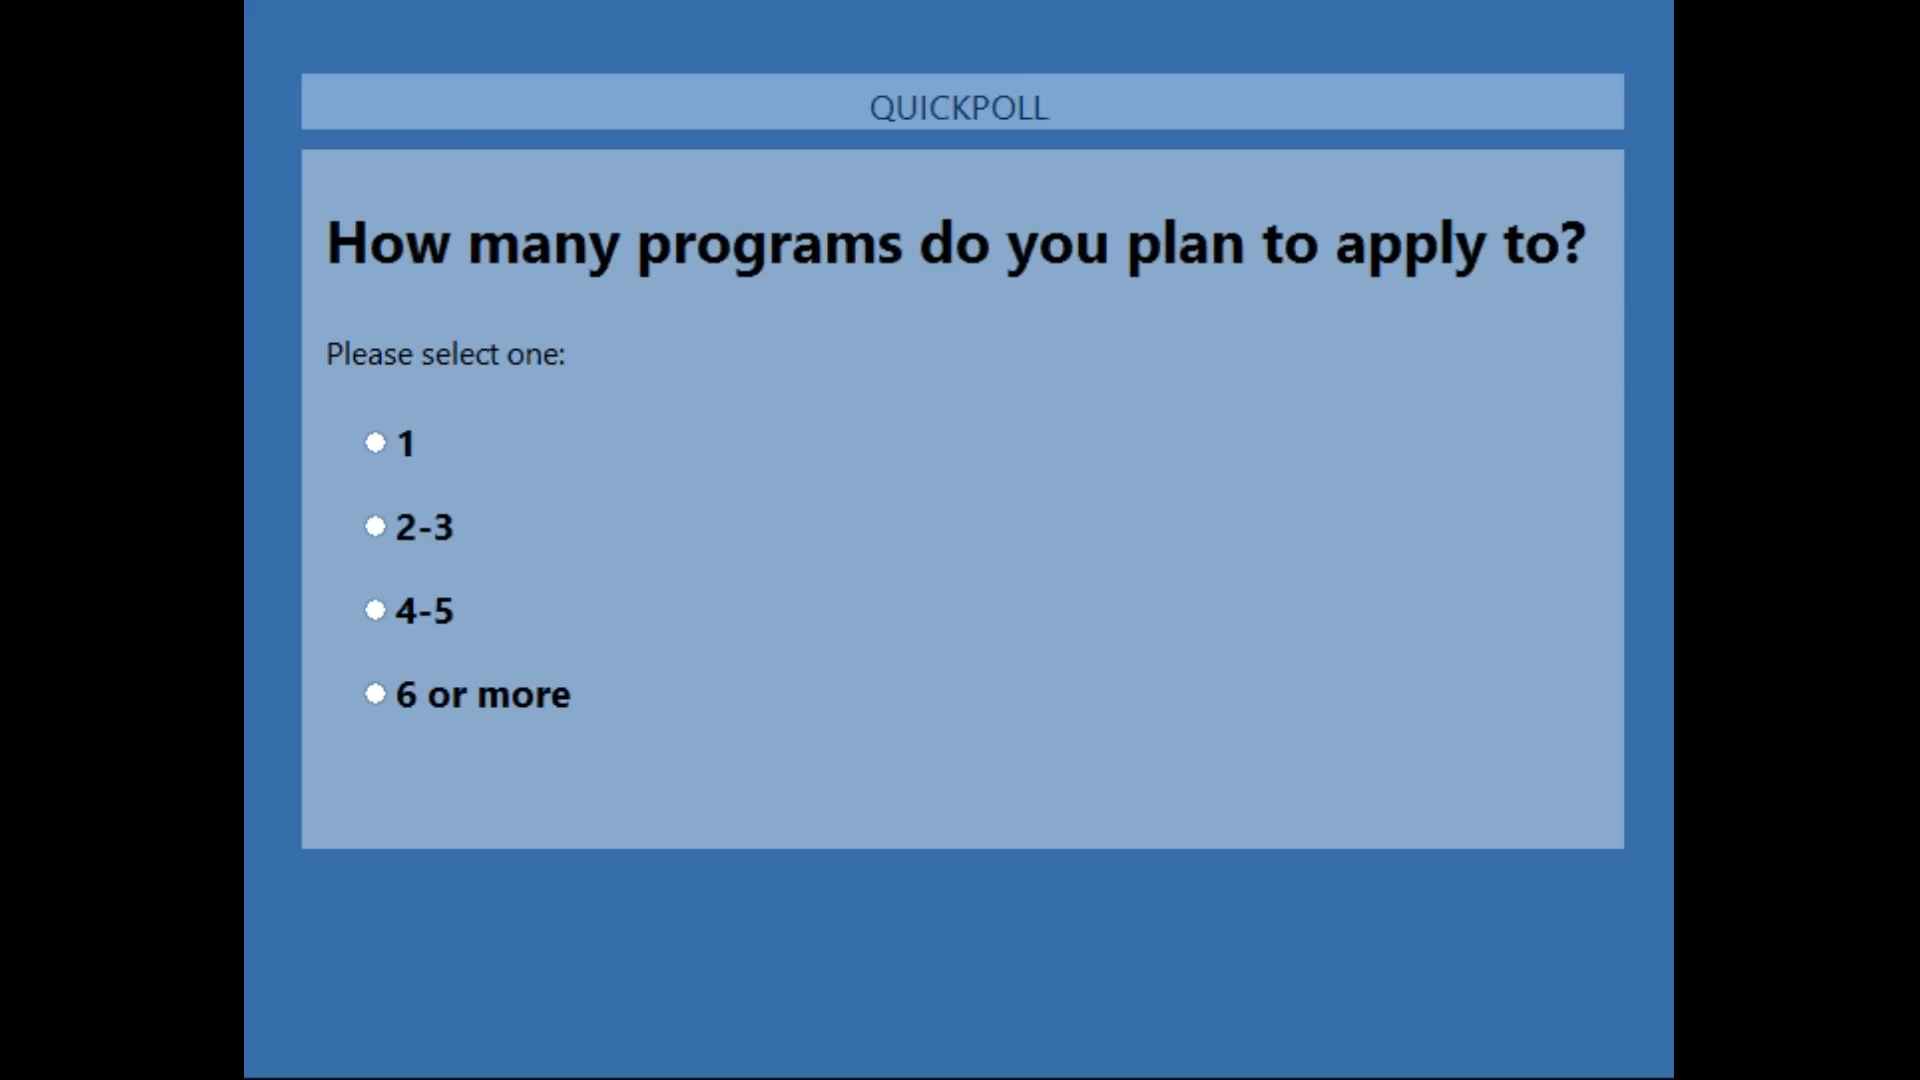 QUICKPOLL
How many programs do you plan to apply to?
Please select one:
1
2-3
4-5
6 or more